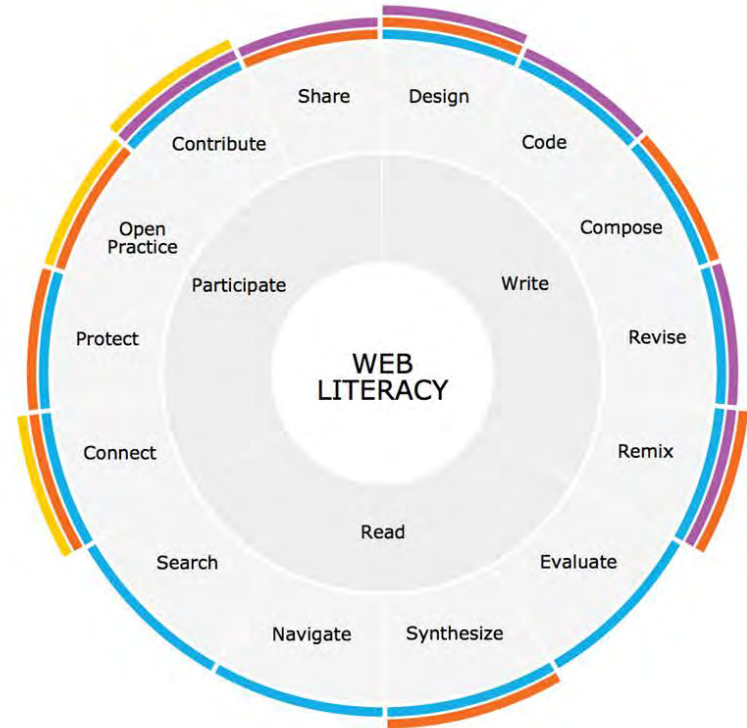 Share
Design
Contribute
Code
Open
Practice
Compose
Participate
Write
Protect
Revise
WEB
LITERACY
Connect
Remix
Read
Search
Evaluate
Navigate
Synthesize